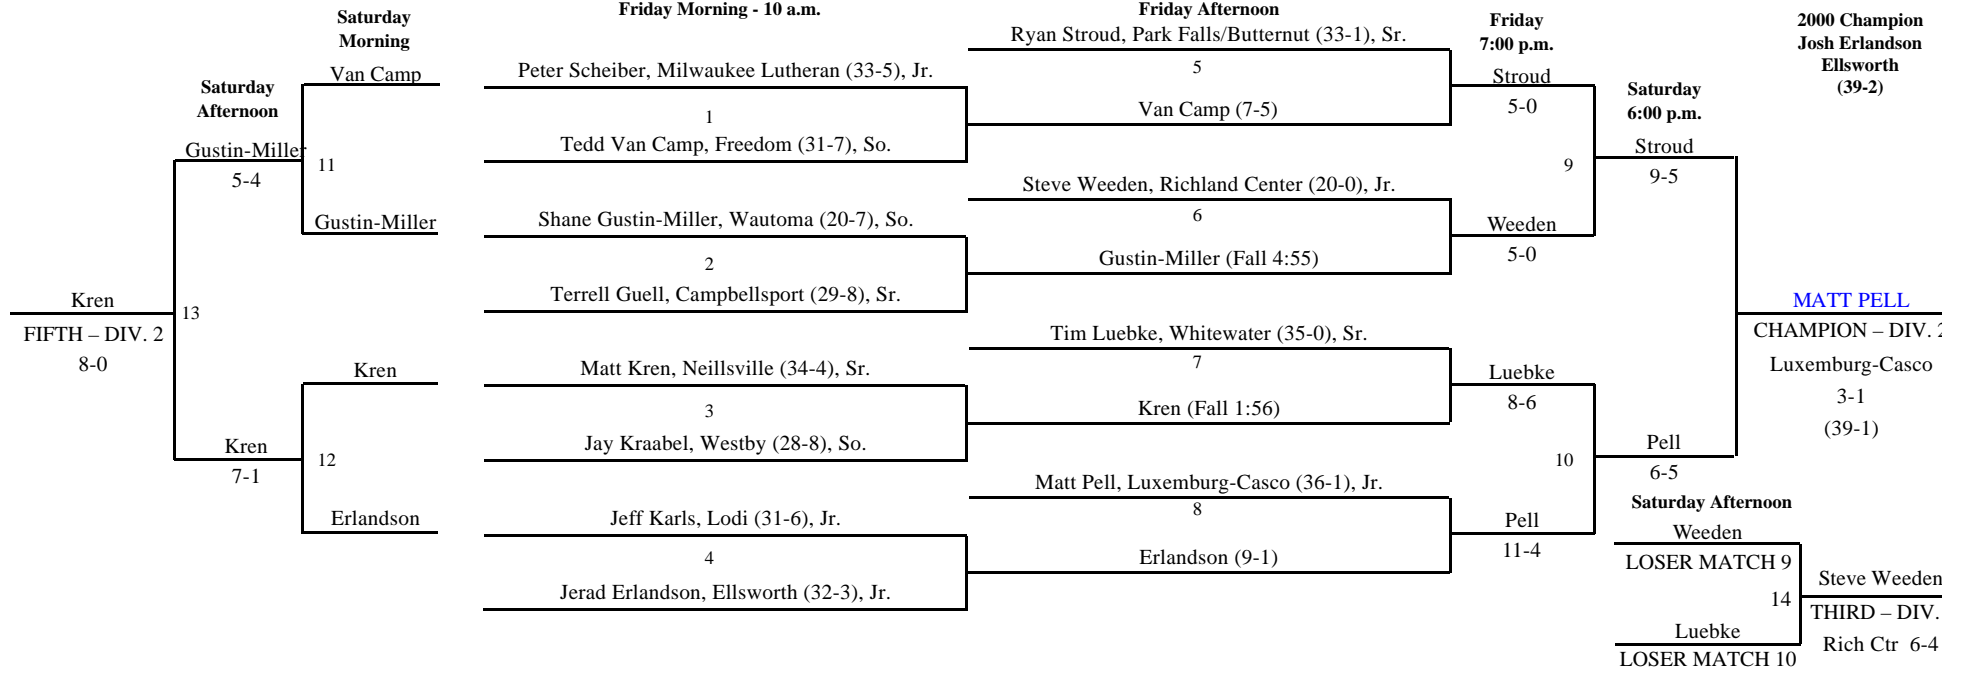 Saturday
Morning
Van Camp
Saturday
Afternoon
Gustin-Miller
5-4
11
Gustin-Miller
Kren
FIFTH – DIV. 2
8-0
13
Kren
Kren
7-1
12
Erlandson
Friday Morning - 10 a.m.
Peter Scheiber, Milwaukee Lutheran (33-5), Jr.
1
Tedd Van Camp, Freedom (31-7), So.
Shane Gustin-Miller, Wautoma (20-7), So.
2
Terrell Guell, Campbellsport (29-8), Sr.
Matt Kren, Neillsville (34-4), Sr.
3
Jay Kraabel, Westby (28-8), So.
Jeff Karls, Lodi (31-6), Jr.
4
Jerad Erlandson, Ellsworth (32-3), Jr.
Friday Afternoon
Ryan Stroud, Park Falls/Butternut (33-1), Sr.
5
Van Camp (7-5)
Steve Weeden, Richland Center (20-0), Jr.
6
Gustin-Miller (Fall 4:55)
Tim Luebke, Whitewater (35-0), Sr.
7
Kren (Fall 1:56)
Matt Pell, Luxemburg-Casco (36-1), Jr.
8
Erlandson (9-1)
Friday
7:00 p.m.
Stroud
5-0
9
Weeden
5-0
Luebke
8-6
10
Pell
11-4
Saturday
6:00 p.m.
Stroud
9-5
Pell
6-5
2000 Champion
Josh Erlandson
Ellsworth
(39-2)
MATT PELL
CHAMPION – DIV. 2
Luxemburg-Casco
3-1
(39-1)
Saturday Afternoon
Weeden
LOSER MATCH 9
14
Luebke
LOSER MATCH 10
Steve Weeden
THIRD – DIV.
Rich Ctr 6-4